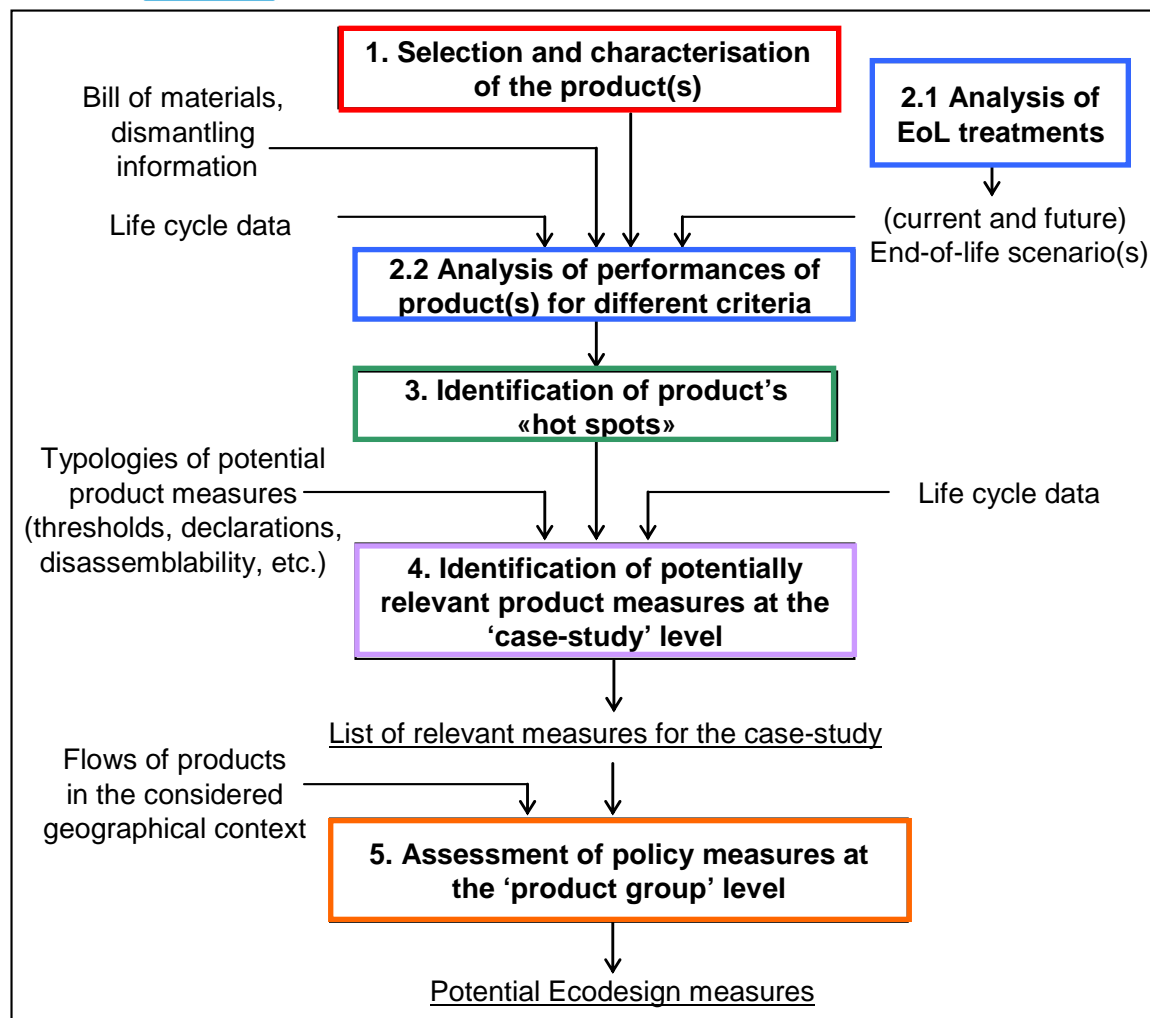 1. Selection and characterisation
of the product(s)
2.1 Analysis of
EoL treatments
Bill of materials,
dismantling
information
Life cycle data
(current and future)
End-of-life scenario(s)
2.2 Analysis of performances of
product(s) for different criteria
3. Identification of product’s
«hot spots»
Typologies of potential
product measures
(thresholds, declarations,
disassemblability, etc.)
Life cycle data
4. Identification of potentially
relevant product measures at the
‘case-study’ level
List of relevant measures for the case-study
Flows of products
in the considered
geographical context
5. Assessment of policy measures at
the ‘product group’ level
Potential Ecodesign measures